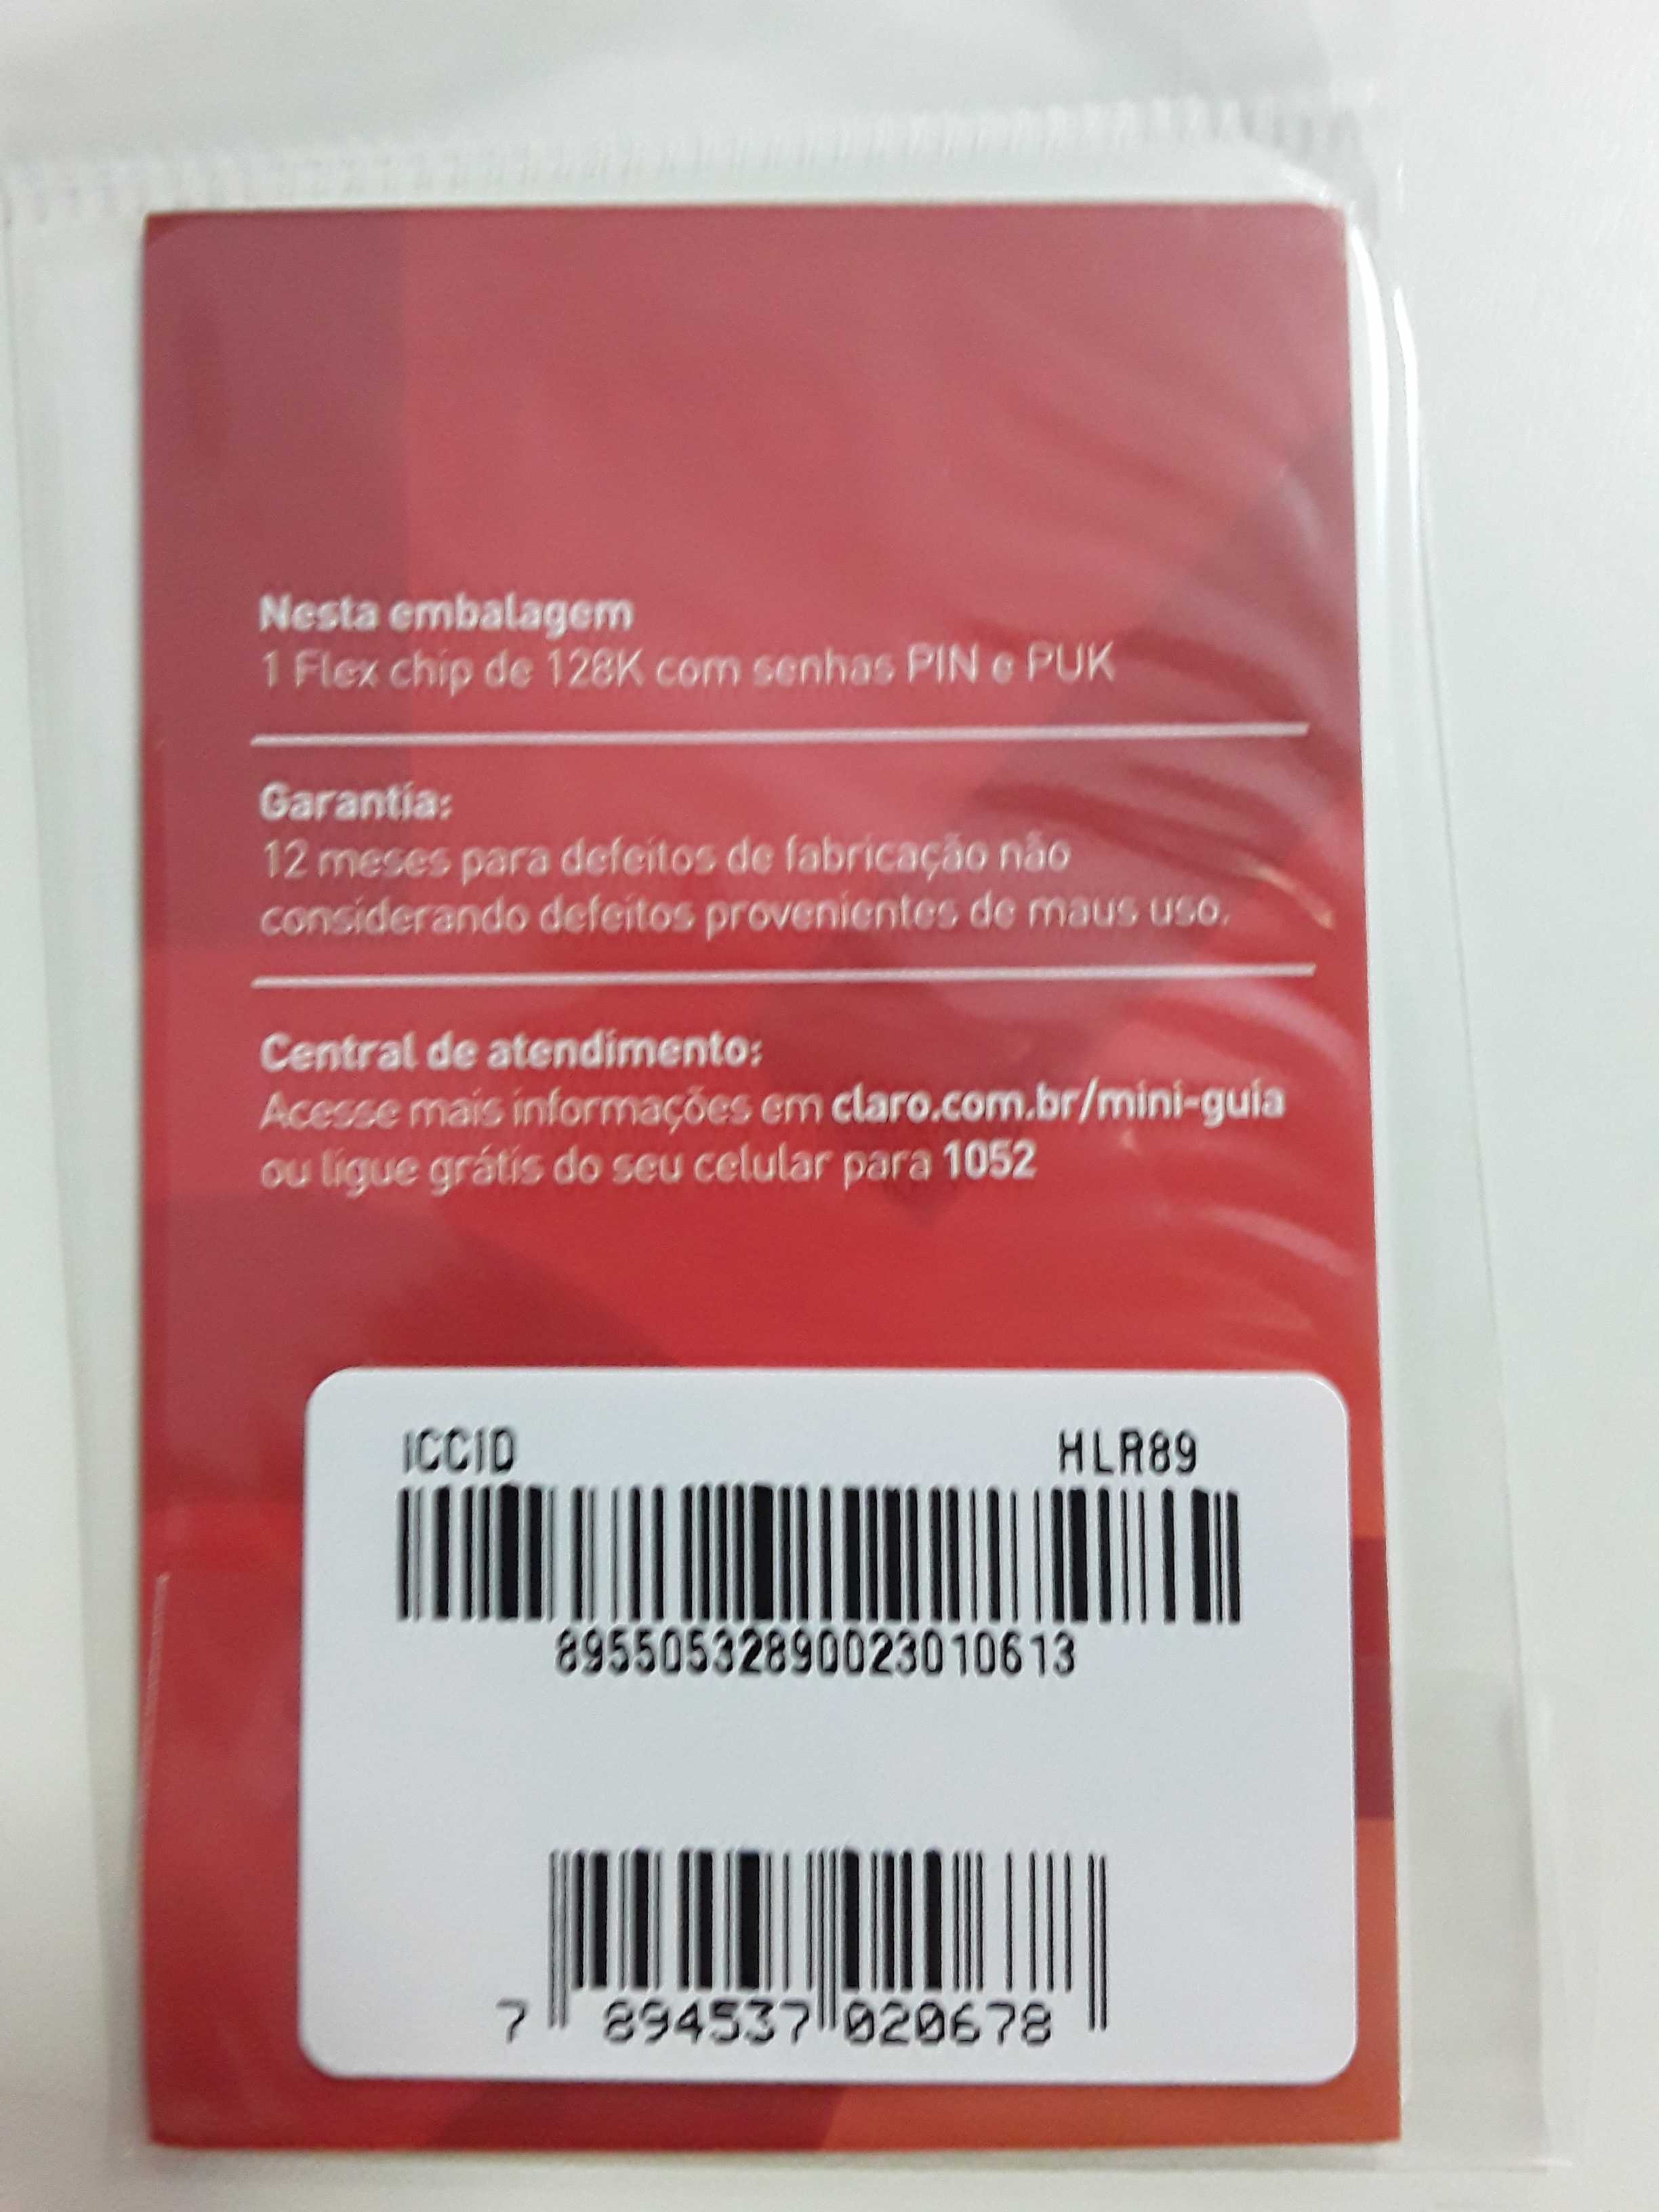 Nesta embalagem
1 Flex chip de 128K com senhas PIN e PUK
Garantia:
12 meses para defeitos de fabricação não
considerando defeitos provenientes de maus uso.
Central de atendimento:
Acesse mais informações em claro.com.br/mini-guia
ou ligue grátis do seu celular para 1052
ICCID HLR89
89550532890023010613
7 894537 020678